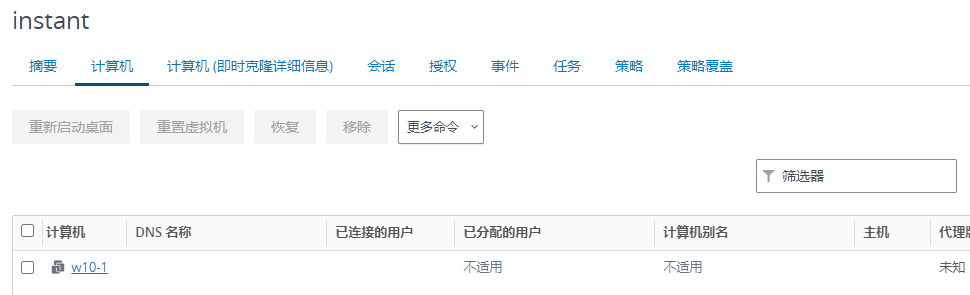 instant
摘要 计算机 计算机 (即时克隆详细信息) 会话 授权 事件 任务 策略 策略覆盖
重新启动桌面 重置虚拟机 恢复 移除 更多命令
筛选器
计算机 DNS 名称 已连接的用户 已分配的用户 计算机别名 主机 代理
w10-1 不适用 不适用 未知